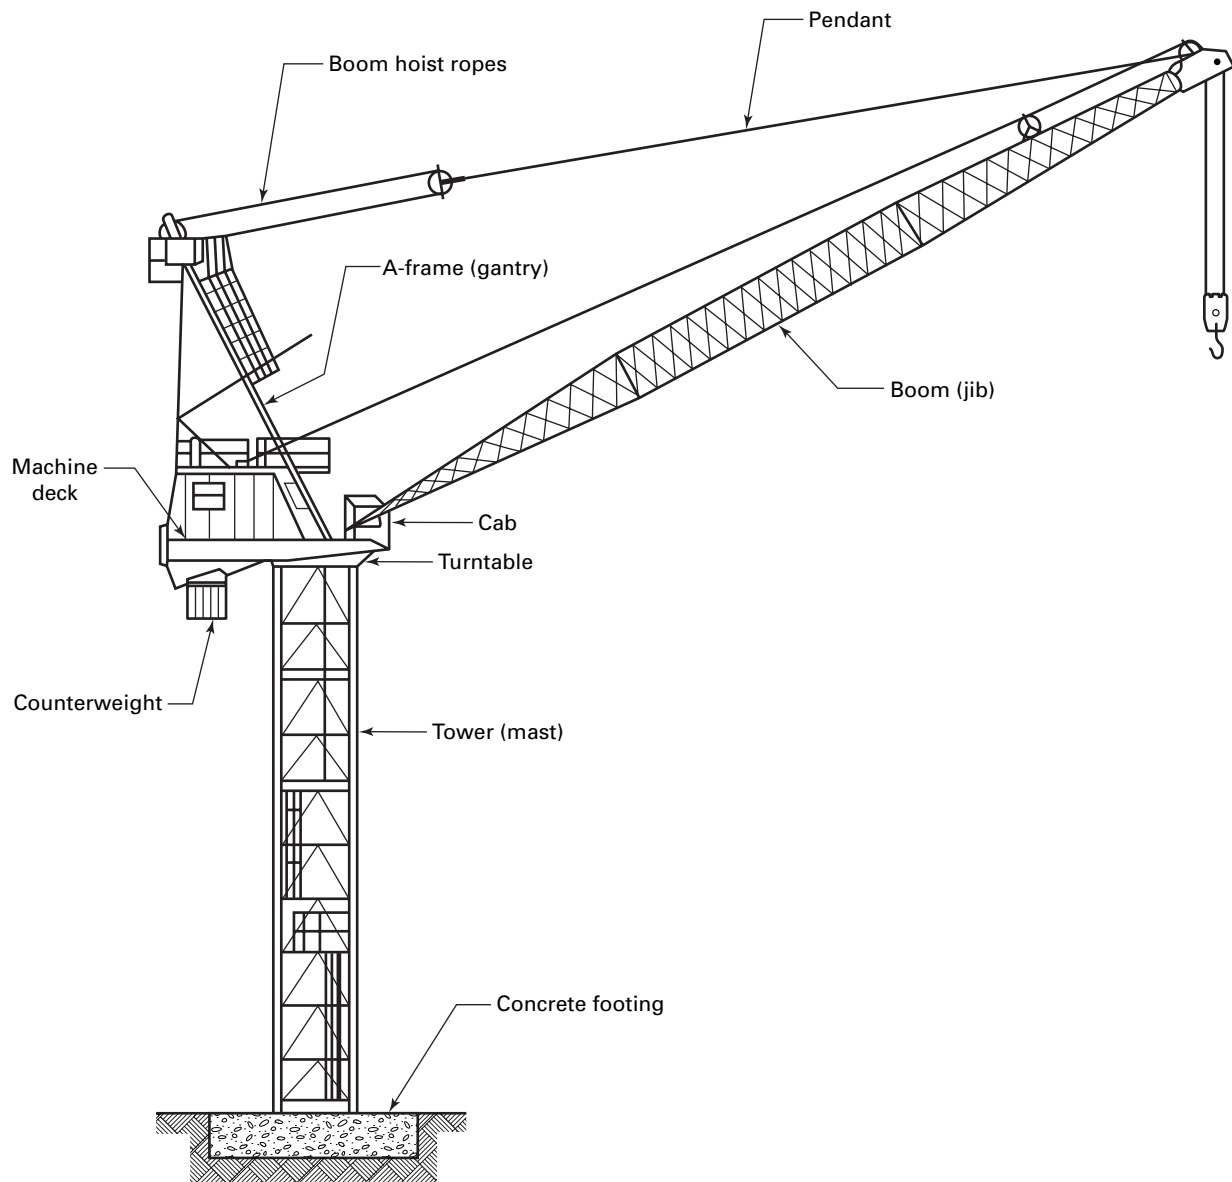 Pendant
Boom hoist ropes
A-frame (gantry)
Boom (jib)
Machine
deck
Cab
Turntable
Counterweight
Tower (mast)
Concrete footing